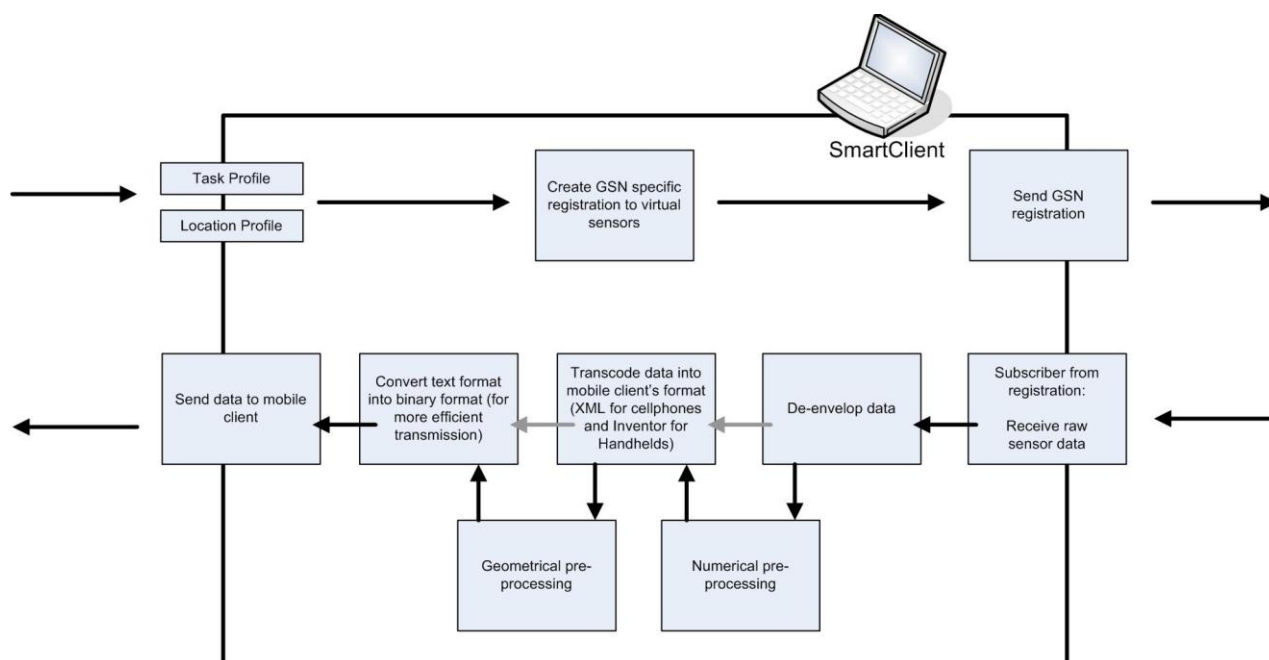 SmartClient
Task Profile
Location Profile
Create GSN specific
registration to virtual
sensors
Send GSN
registration
Send data to mobile
client
Convert text format
into binary format (for
more efficient
transmission)
Transcode data into
mobile client's format
(XML for cellphones
and Inventor for
Handhelds)
De-envelop data
Subscriber from
registration:
Receive raw
sensor data
Geometrical pre-
processing
Numerical pre-
processing